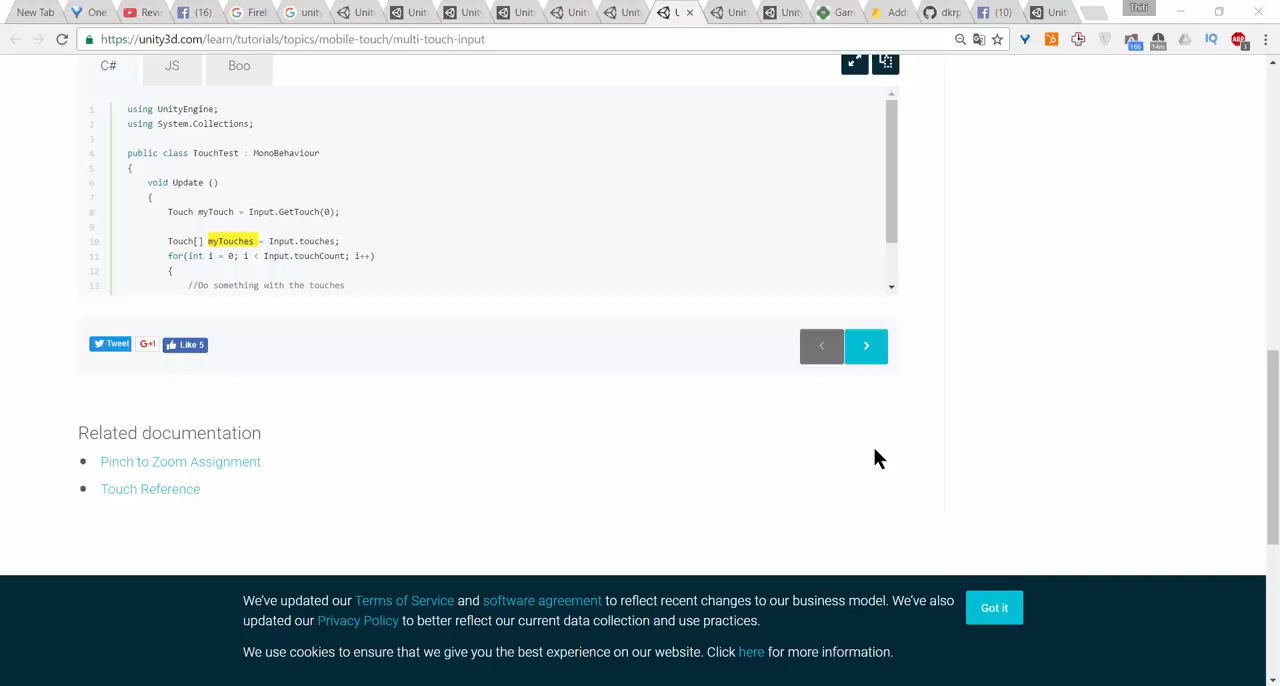 New Tab
One
Revi
(16)
Fire
unit
Unit
Unit
Unit
Unit
Unit
Unit
U
Unit
Unit
Gam
Add
dkrp
(10)
Unit
Thiti
https://unity3d.com/learn/tutorials/topics/mobile-touch/multi-touch-input
166
14m
IQ
ABP
3
C# JS Boo
1 using UnityEngine;
2 using System.Collections;
3
4 public class TouchTest : MonoBehaviour
5 {
6 void Update ()
7 {
8 Touch myTouch = Input.GetTouch(0);
9
10 Touch[] myTouches = Input.touches;
11 for(int i = 0; i < Input.touchCount; i++)
12 {
13 //Do something with the touches
Tweet G+1 Like 5
Related documentation
Pinch to Zoom Assignment
Touch Reference
We've updated our Terms of Service and software agreement to reflect recent changes to our business model. We've also
updated our Privacy Policy to better reflect our current data collection and use practices.
Got it
We use cookies to ensure that we give you the best experience on our website. Click here for more information.